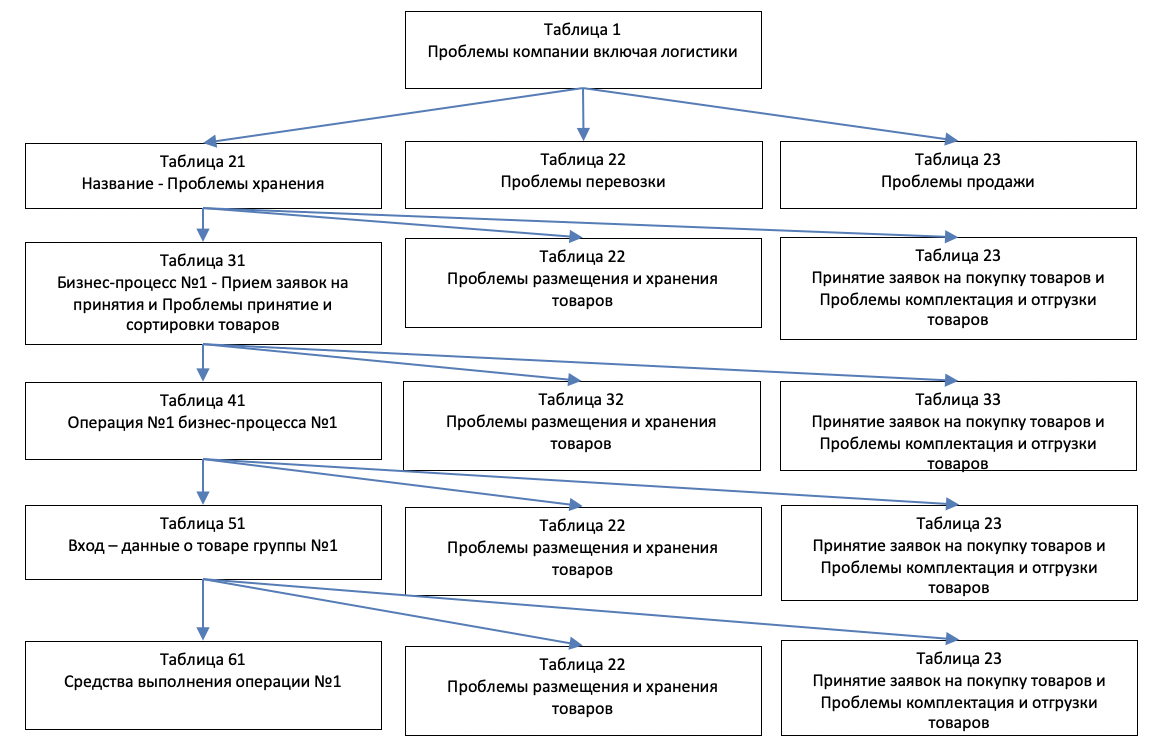 Таблица 1
Проблемы компании включая логистики
Таблица 21
Название - Проблемы хранения
Таблица 22
Проблемы перевозки
Таблица 23
Проблемы продажи
Таблица 31
Бизнес-процесс №1 - Прием заявок на
принятия и Проблемы принятие и
сортировки товаров
Таблица 22
Проблемы размещения и хранения
товаров
Таблица 23
Принятие заявок на покупку товаров и
Проблемы комплектация и отгрузки
товаров
Таблица 41
Операция №1 бизнес-процесса №1
Таблица 32
Проблемы размещения и хранения
товаров
Таблица 33
Принятие заявок на покупку товаров и
Проблемы комплектация и отгрузки
товаров
Таблица 51
Вход – данные о товаре группы №1
Таблица 22
Проблемы размещения и хранения
товаров
Таблица 23
Принятие заявок на покупку товаров и
Проблемы комплектация и отгрузки
товаров
Таблица 61
Средства выполнения операции №1
Таблица 22
Проблемы размещения и хранения
товаров
Таблица 23
Принятие заявок на покупку товаров и
Проблемы комплектация и отгрузки
товаров